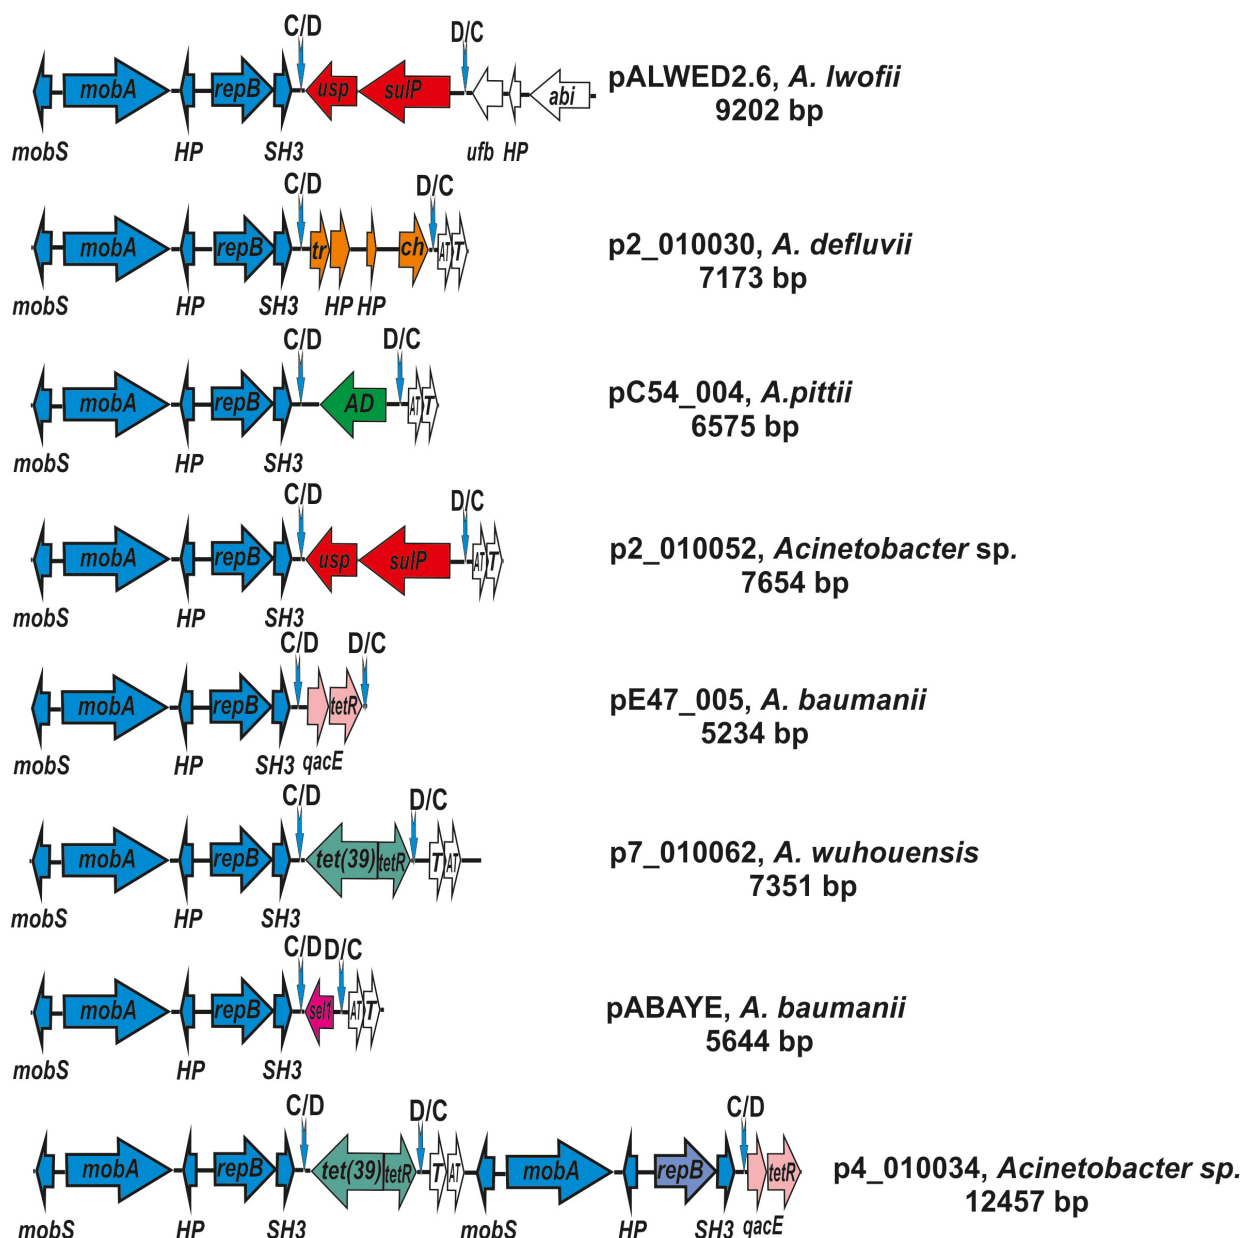 C/D D/C
mobA repB usp sulP abi pALWED2.6, A. lwofii
9202 bp
mobS HP SH3 ufb HP
C/D D/C
mobA repB tr ch AT T p2_010030, A. defluvii
7173 bp
mobS HP SH3 HP HP
C/D D/C
mobA repB AD AT T pC54_004, A.pittii
6575 bp
mobS HP SH3
C/D D/C
mobA repB usp sulP AT T p2_010052, Acinetobacter sp.
7654 bp
mobS HP SH3
C/D D/C
mobA repB tetR pE47_005, A. baumanii
5234 bp
mobS HP SH3 qacE
C/D D/C
mobA repB tet(39) tetR T AT p7_010062, A. wuhouensis
7351 bp
mobS HP SH3
C/D D/C
mobA repB sel1 AT T pABAYE, A. baumanii
5644 bp
mobS HP SH3
C/D D/C C/D
mobA repB tet(39) tetR T AT mobA repB tetR p4_010034, Acinetobacter sp.
12457 bp
mobS HP SH3 mobS HP SH3 qacE